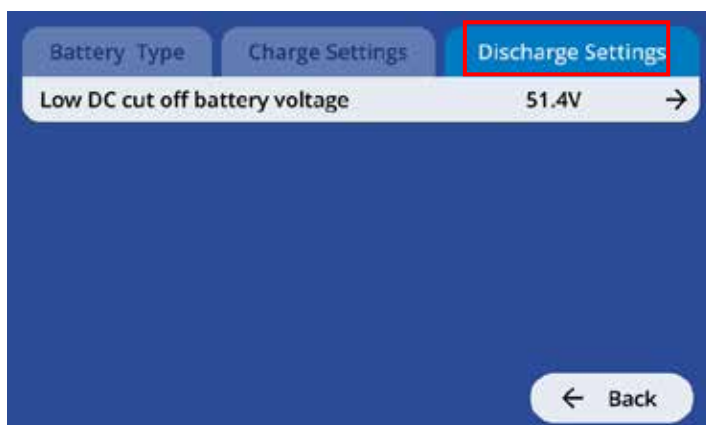 Battery Type Charge Settings Discharge Settings
Low DC cut off battery voltage 51.4V →
← Back